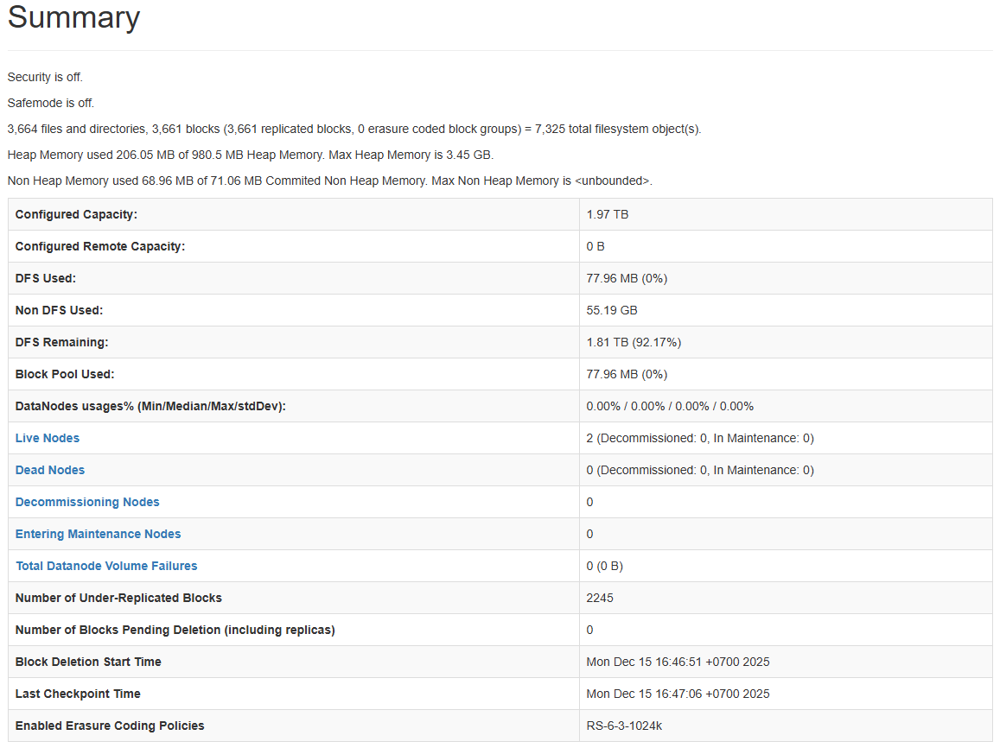 Summary
Security is off.
Safemode is off.
3,664 files and directories, 3,661 blocks (3,661 replicated blocks, 0 erasure coded block groups) = 7,325 total filesystem object(s).
Heap Memory used 206.05 MB of 980.5 MB Heap Memory. Max Heap Memory is 3.45 GB.
Non Heap Memory used 68.96 MB of 71.06 MB Commited Non Heap Memory. Max Non Heap Memory is <unbounded>.
Configured Capacity: 1.97 TB
Configured Remote Capacity: 0 B
DFS Used: 77.96 MB (0%)
Non DFS Used: 55.19 GB
DFS Remaining: 1.81 TB (92.17%)
Block Pool Used: 77.96 MB (0%)
DataNodes usages% (Min/Median/Max/stdDev): 0.00% / 0.00% / 0.00% / 0.00%
Live Nodes 2 (Decommissioned: 0, In Maintenance: 0)
Dead Nodes 0 (Decommissioned: 0, In Maintenance: 0)
Decommissioning Nodes 0
Entering Maintenance Nodes 0
Total Datanode Volume Failures 0 (0 B)
Number of Under-Replicated Blocks 2245
Number of Blocks Pending Deletion (including replicas) 0
Block Deletion Start Time Mon Dec 15 16:46:51 +0700 2025
Last Checkpoint Time Mon Dec 15 16:47:06 +0700 2025
Enabled Erasure Coding Policies RS-6-3-1024k